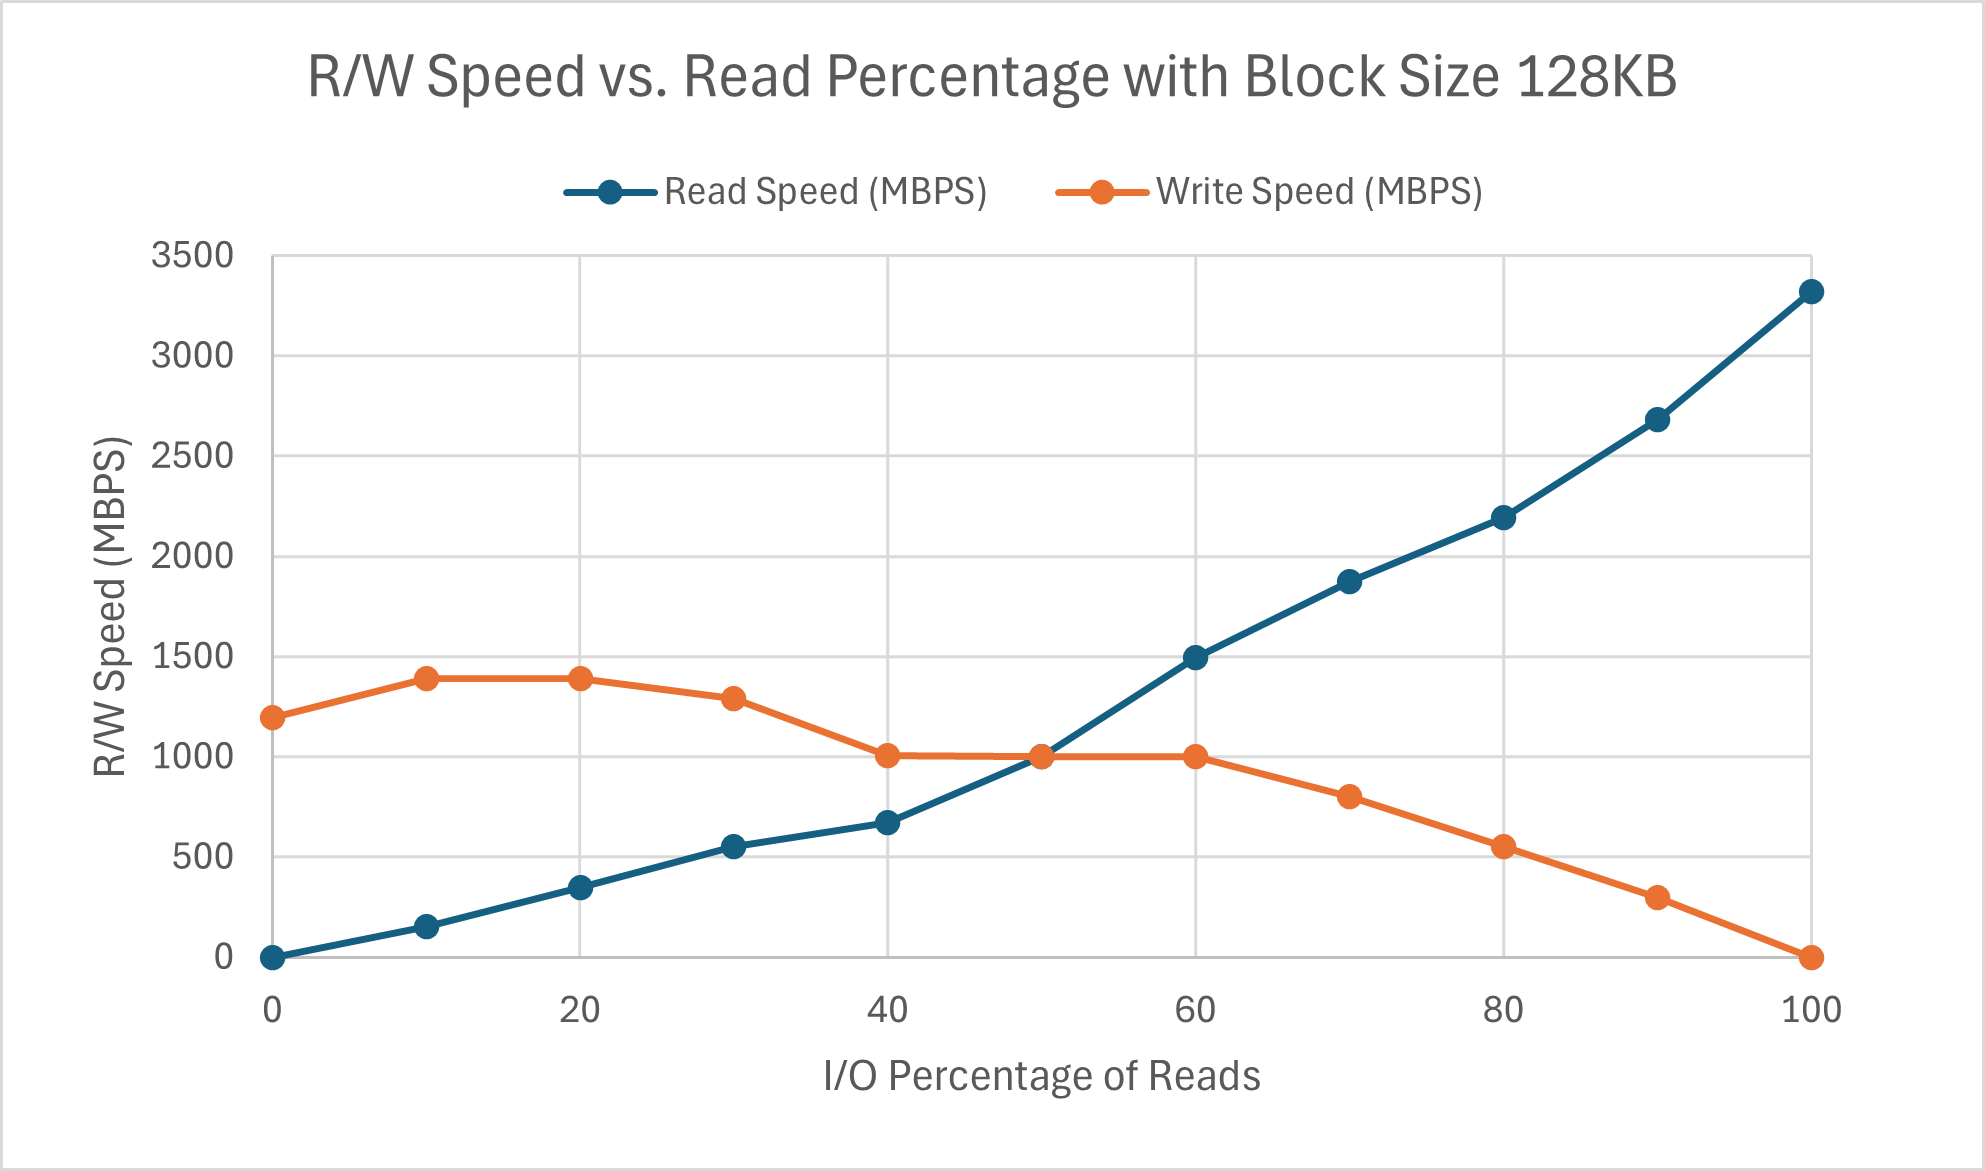 R/W Speed vs. Read Percentage with Block Size 128KB
Read Speed (MBPS) Write Speed (MBPS)
3500
3000
2500
2000
1500
1000
500
0
R/W Speed (MBPS)
0 20 40 60 80 100
I/O Percentage of Reads